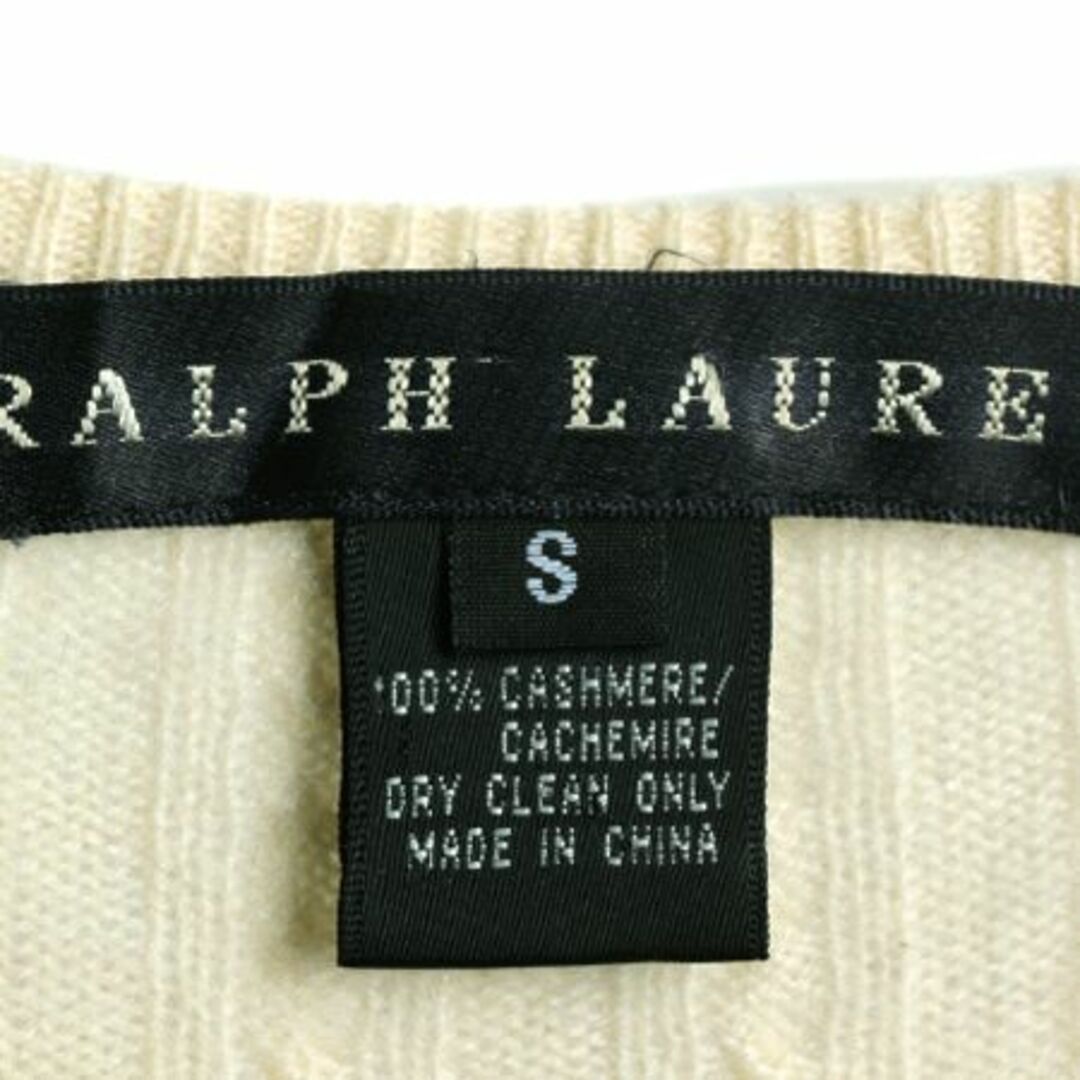 RALPH LAURE
S
100% CASHMERE/
CACHEMIRE
DRY CLEAN ONLY
MADE IN CHINA